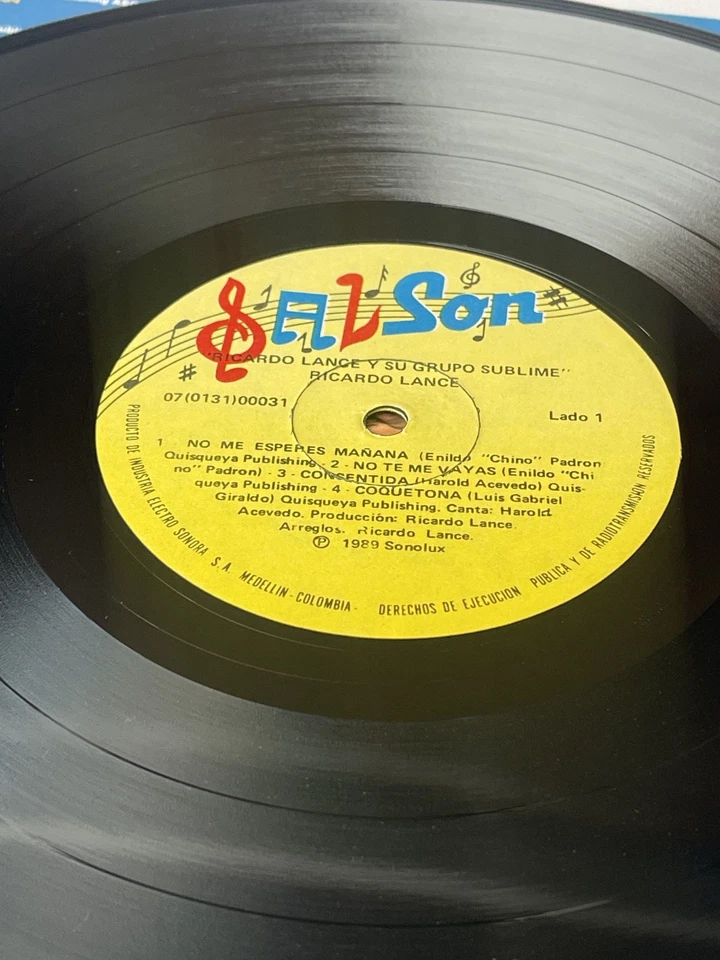 SALSon
"RICARDO LANCE Y SU GRUPO SUBLIME"
RICARDO LANCE
07(0131)00031
Lado 1
1 - NO ME ESPERES MAÑANA (Enildo "Chino" Padron
Quisqueya Publishing - 2 - NO TE ME VAYAS (Enildo "Chi
no" Padron) - 3 - CONSENTIDA (Harold Acevedo) Quis-
queya Publishing - 4 - COQUETONA (Luis Gabriel
Giraldo) Quisqueya Publishing. Canta: Harold
Acevedo. Producción: Ricardo Lance.
Arreglos. Ricardo Lance.
℗ 1989 Sonolux
PRODUCTO DE INDUSTRIA ELECTRO SONORA S.A. MEDELLIN - COLOMBIA - DERECHOS DE EJECUCION PUBLICA Y DE RADIOTRANSMISION RESERVADOS